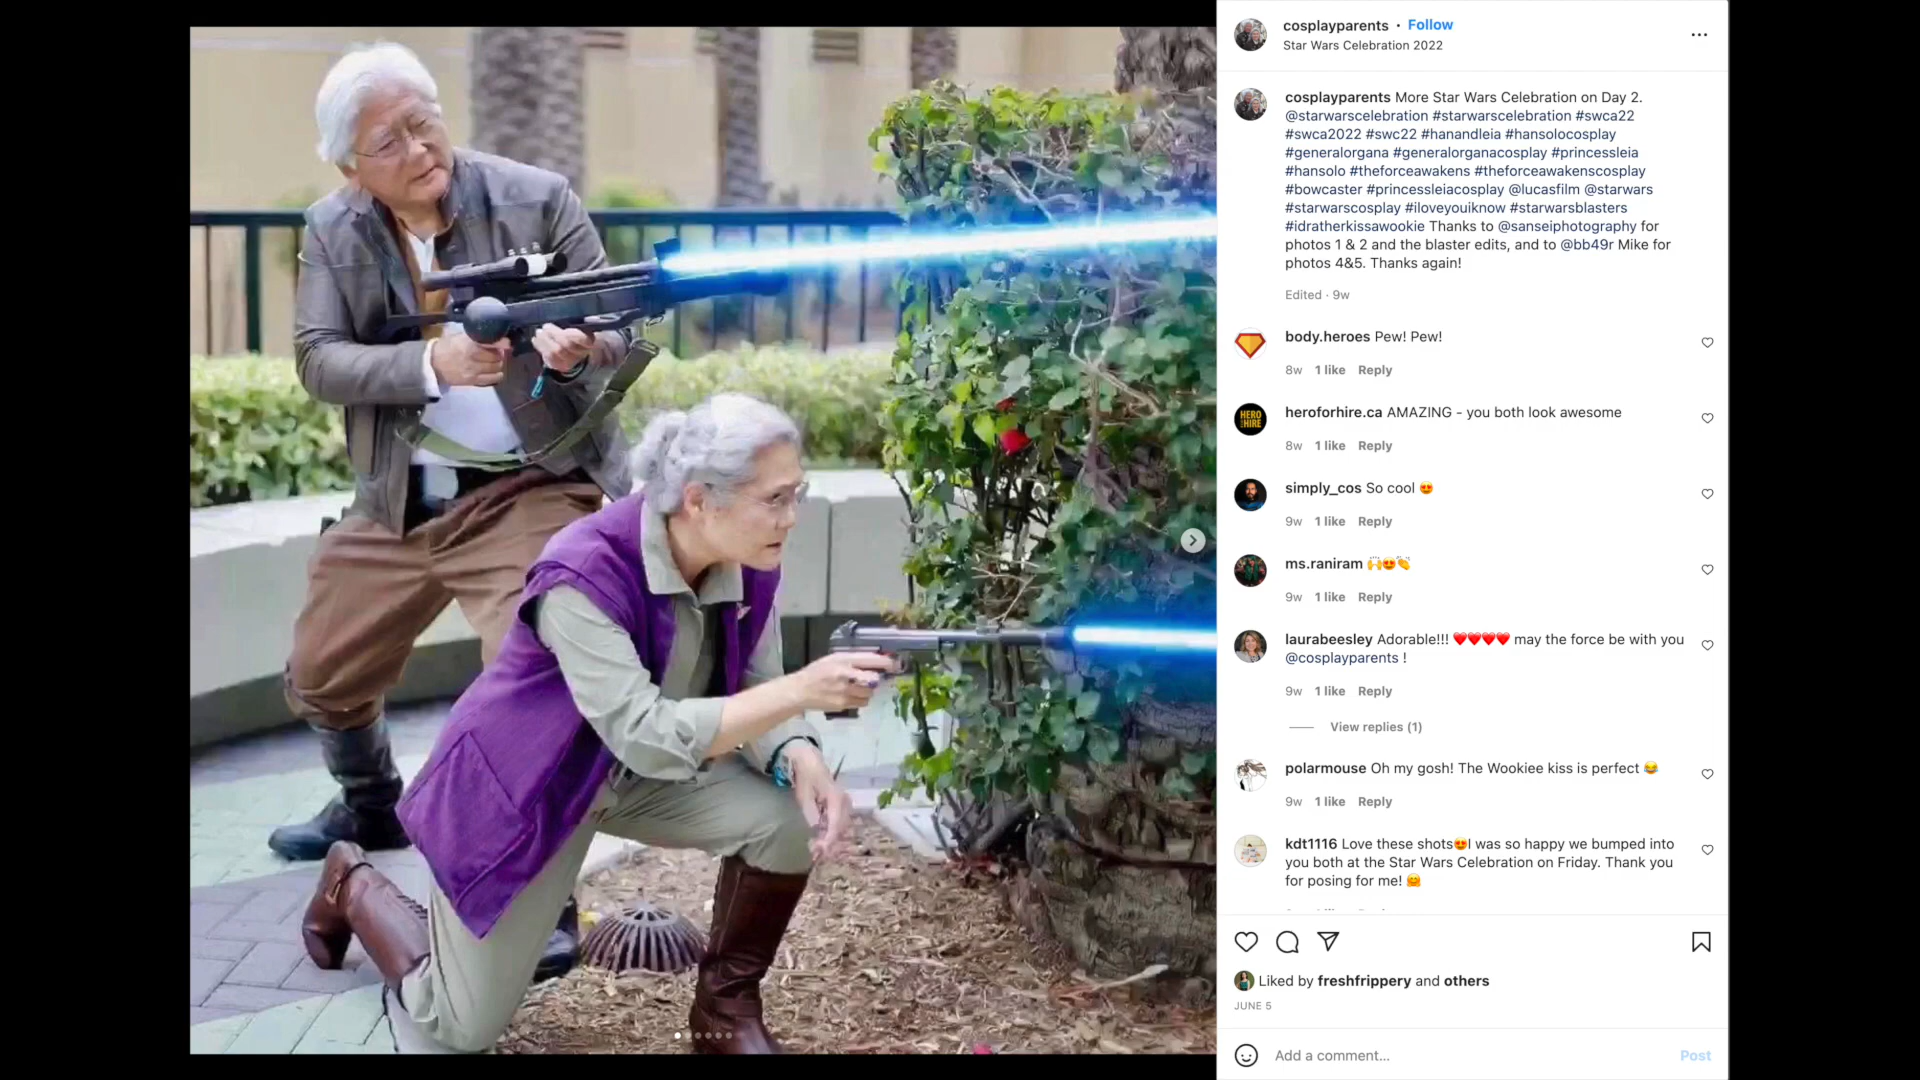 cosplayparents • Follow
Star Wars Celebration 2022
cosplayparents More Star Wars Celebration on Day 2.
@starwarscelebration #starwarscelebration #swca22
#swca2022 #swc22 #hanandleia #hansolocosplay
#generalorgana #generalorganacosplay #princessleia
#hansolo #theforceawakens #theforceawakenscosplay
#bowcaster #princessleiacosplay @lucasfilm @starwars
#starwarscosplay #iloveyouiknow #starwarsblasters
#idratherkissawookie Thanks to @sanseiphotography for
photos 1 & 2 and the blaster edits, and to @bb49r Mike for
photos 4&5. Thanks again!
Edited · 9w
body.heroes Pew! Pew!
8w 1 like Reply
HERO
HIRE
heroforhire.ca AMAZING - you both look awesome
8w 1 like Reply
simply_cos So cool 😍
9w 1 like Reply
ms.raniram 🙌😍👏
9w 1 like Reply
laurabeesley Adorable!!! ❤️❤️❤️❤️ may the force be with you
@cosplayparents !
9w 1 like Reply
View replies (1)
polarmouse Oh my gosh! The Wookiee kiss is perfect 😂
9w 1 like Reply
kdt1116 Love these shots😍I was so happy we bumped into
you both at the Star Wars Celebration on Friday. Thank you
for posing for me! 🤗
Liked by freshfrippery and others
JUNE 5
Add a comment...
Post